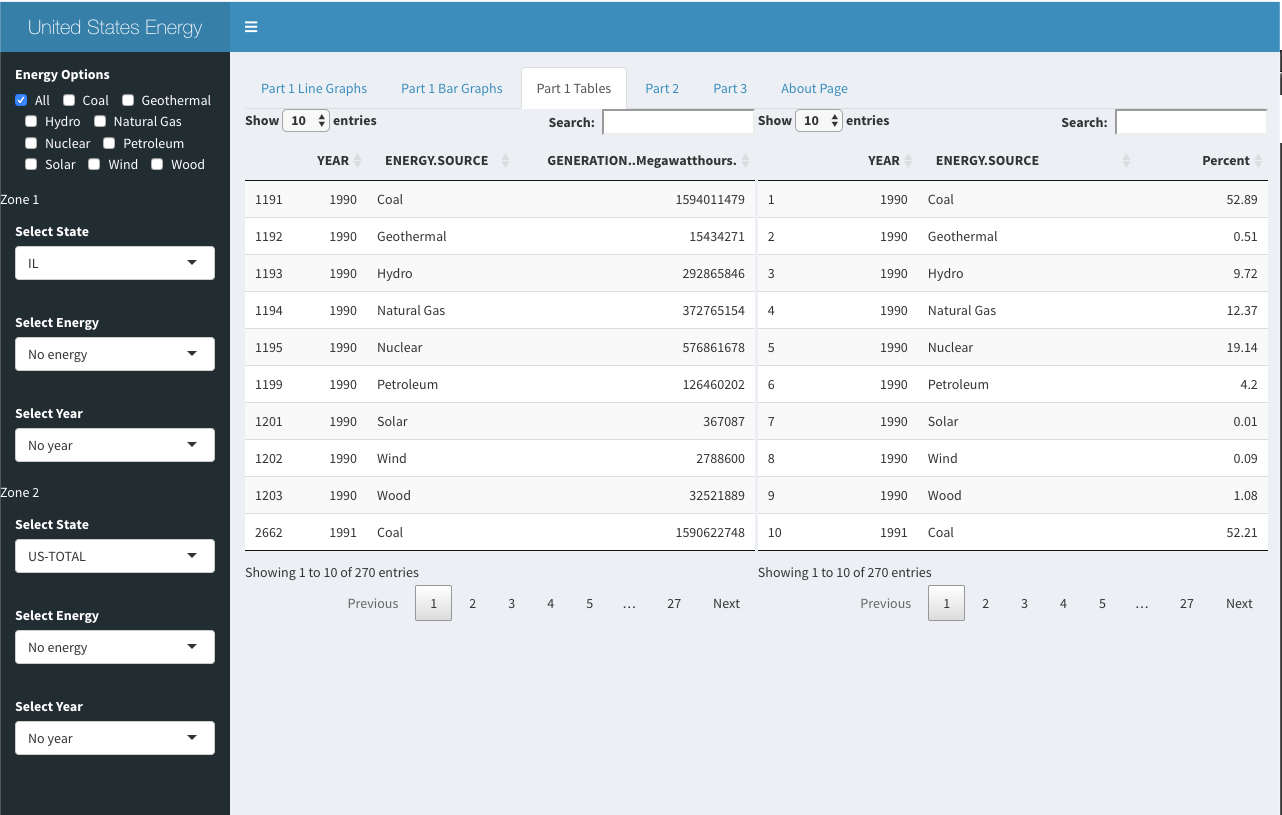 United States Energy
Energy Options
All Coal Geothermal
Hydro Natural Gas
Nuclear Petroleum
Solar Wind Wood
Zone 1
Select State
IL
Select Energy
No energy
Select Year
No year
Zone 2
Select State
US-TOTAL
Select Energy
No energy
Select Year
No year
Part 1 Line Graphs Part 1 Bar Graphs Part 1 Tables Part 2 Part 3 About Page
Show 10 entries Search:
YEAR ENERGY.SOURCE GENERATION..Megawatthours.
1191 1990 Coal 1594011479
1192 1990 Geothermal 15434271
1193 1990 Hydro 292865846
1194 1990 Natural Gas 372765154
1195 1990 Nuclear 576861678
1199 1990 Petroleum 126460202
1201 1990 Solar 367087
1202 1990 Wind 2788600
1203 1990 Wood 32521889
2662 1991 Coal 1590622748
Showing 1 to 10 of 270 entries
Previous 1 2 3 4 5 … 27 Next
Show 10 entries Search:
YEAR ENERGY.SOURCE Percent
1 1990 Coal 52.89
2 1990 Geothermal 0.51
3 1990 Hydro 9.72
4 1990 Natural Gas 12.37
5 1990 Nuclear 19.14
6 1990 Petroleum 4.2
7 1990 Solar 0.01
8 1990 Wind 0.09
9 1990 Wood 1.08
10 1991 Coal 52.21
Showing 1 to 10 of 270 entries
Previous 1 2 3 4 5 … 27 Next